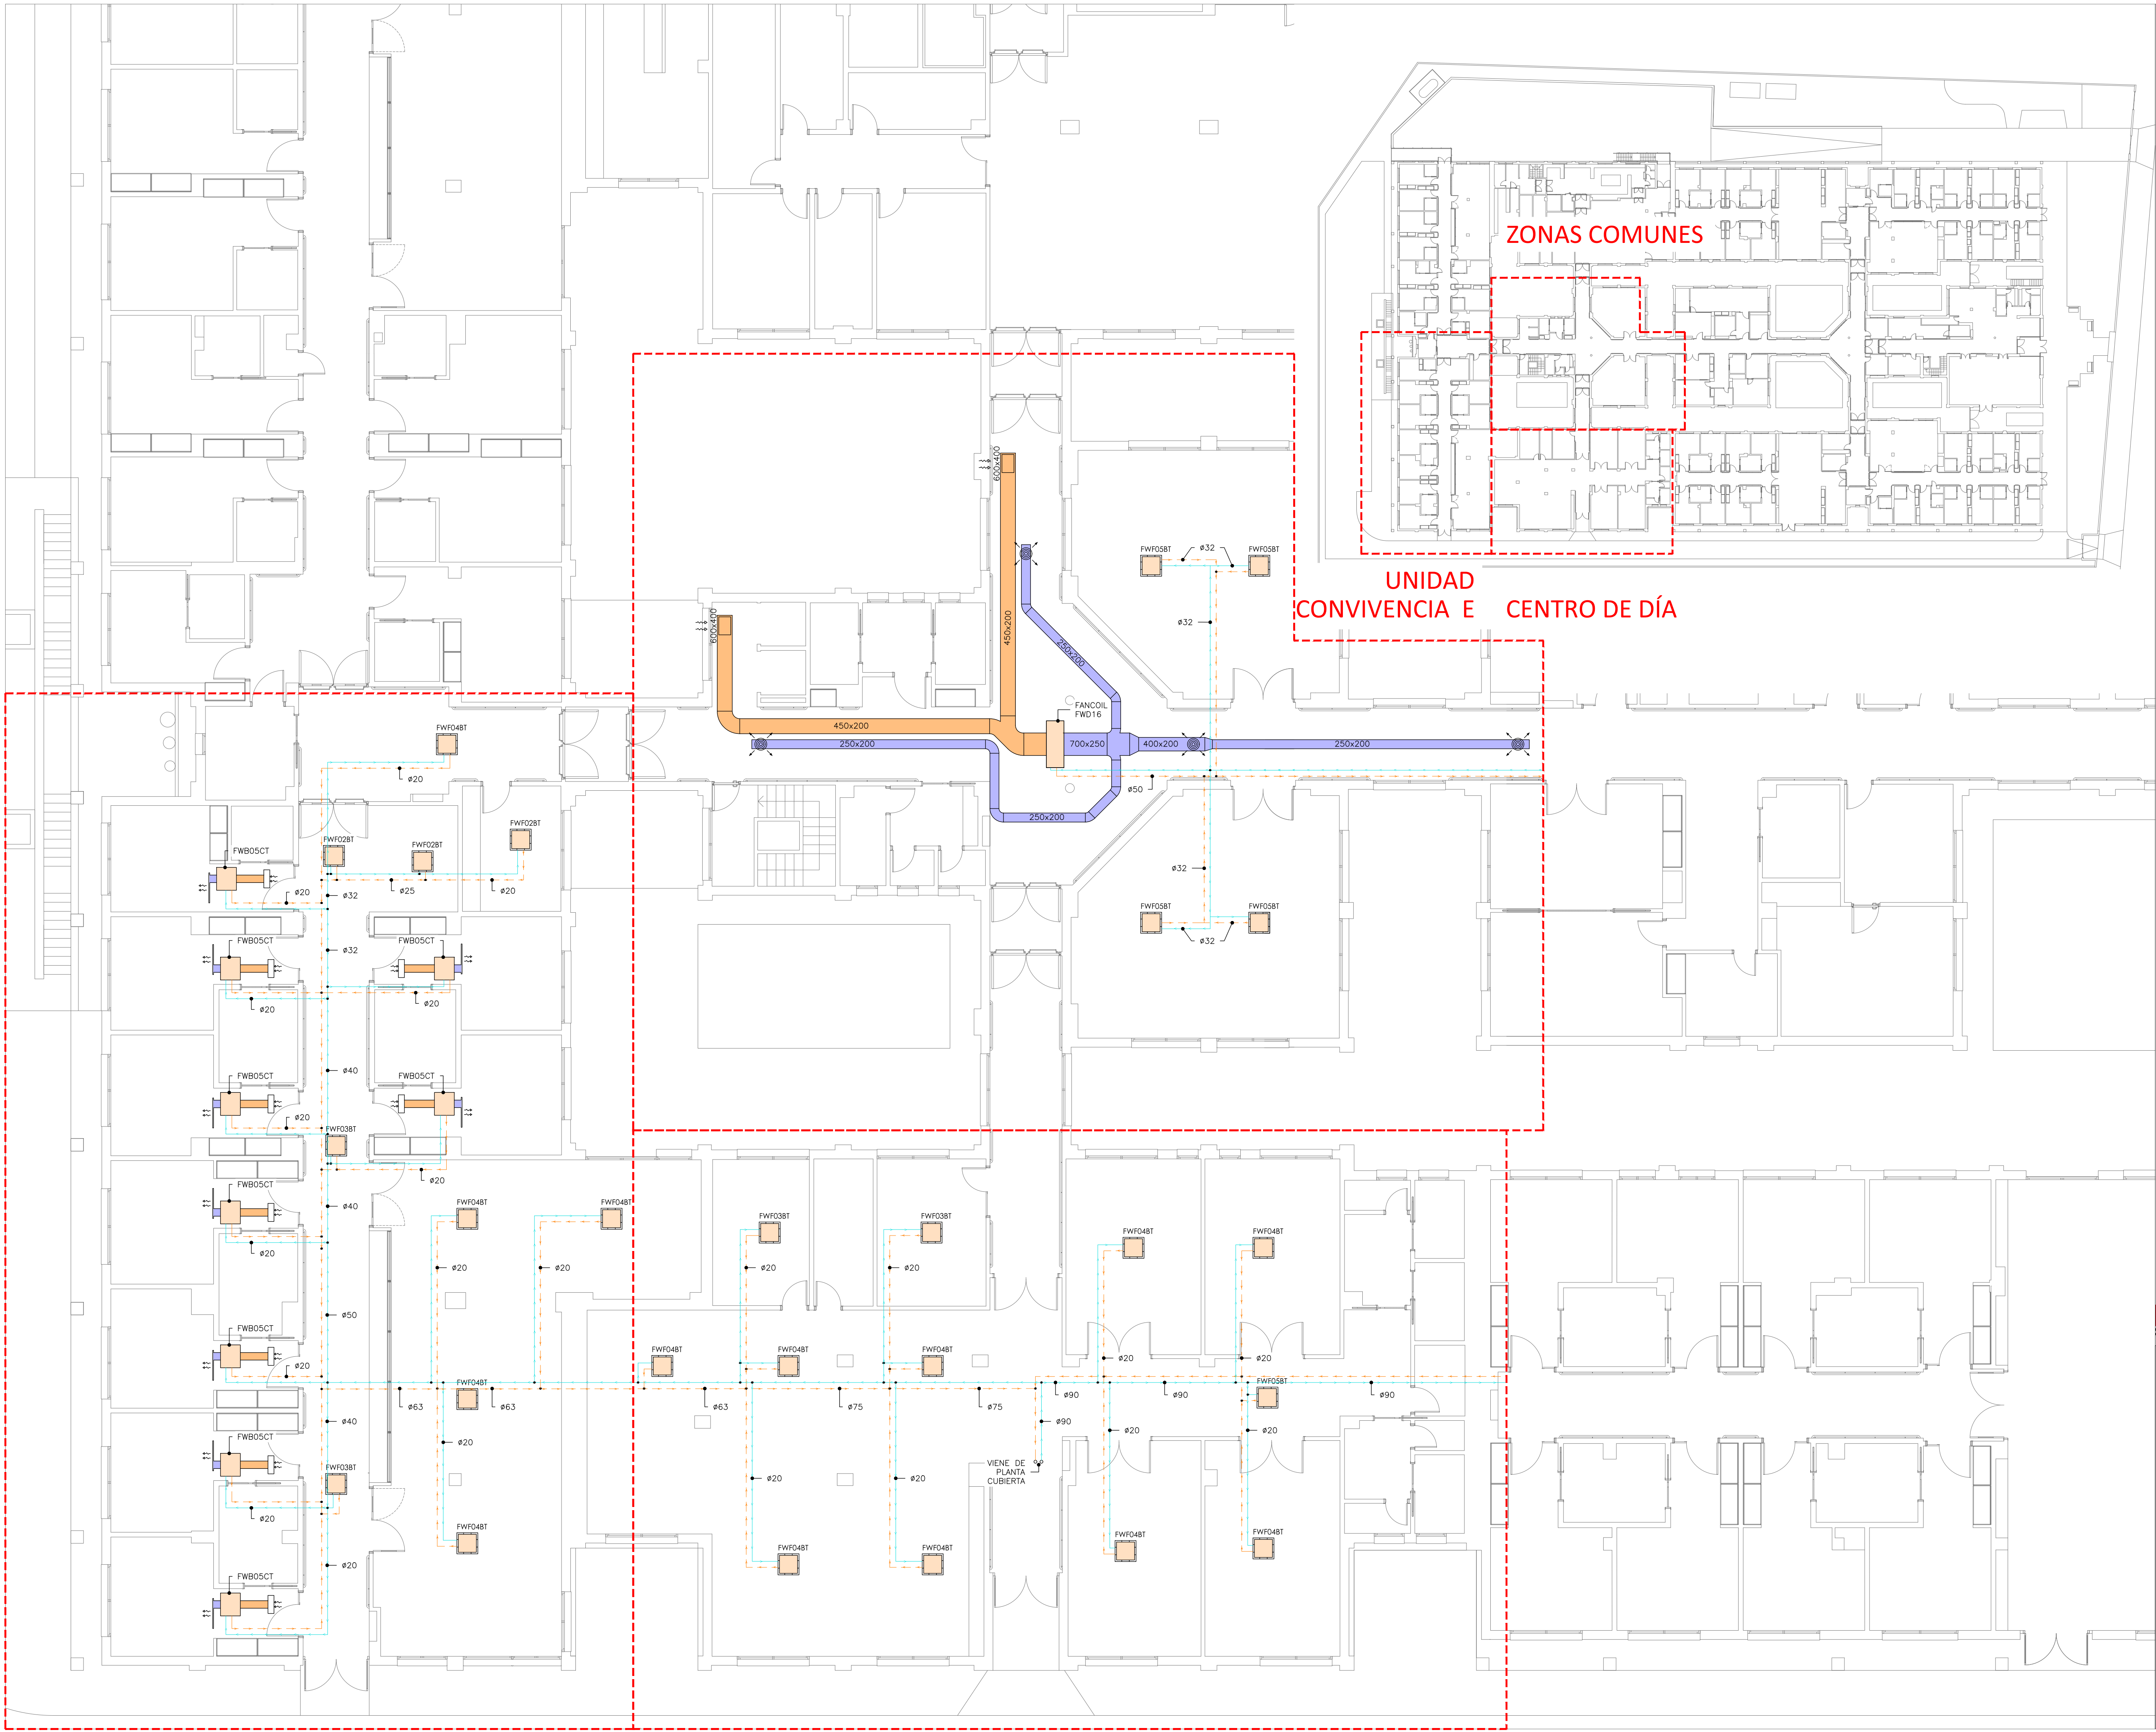 ZONAS COMUNES
UNIDAD
CONVIVENCIA E
CENTRO DE DÍA
600x400
450x200
250x200
FWF05BT
ø32
FWF05BT
ø32
600x400
FANCOIL
FWD16
450x200
250x200
700x250
400x200
250x200
ø50
250x200
FWF04BT
ø20
FWF02BT
FWF02BT
FWF02BT
FWB05CT
ø20
ø32
ø25
ø20
ø32
FWF05BT
FWF05BT
ø32
FWB05CT
ø32
FWB05CT
ø20
ø20
ø40
FWB05CT
FWB05CT
ø20
FWF03BT
ø20
FWB05CT
ø40
FWF04BT
FWF04BT
FWF03BT
FWF03BT
FWF04BT
FWF04BT
ø20
ø20
ø20
ø20
ø20
ø50
FWB05CT
ø20
FWF04BT
FWF04BT
FWF04BT
ø20
ø20
ø63
FWF04BT
ø63
ø63
ø75
ø75
ø90
ø90
FWF05BT
ø90
ø40
ø90
ø20
ø20
ø20
FWB05CT
FWF03BT
ø20
ø20
ø20
VIENE DE
PLANTA
CUBIERTA
FWF04BT
FWF04BT
FWF04BT
FWF04BT
FWF04BT
ø20
FWB05CT